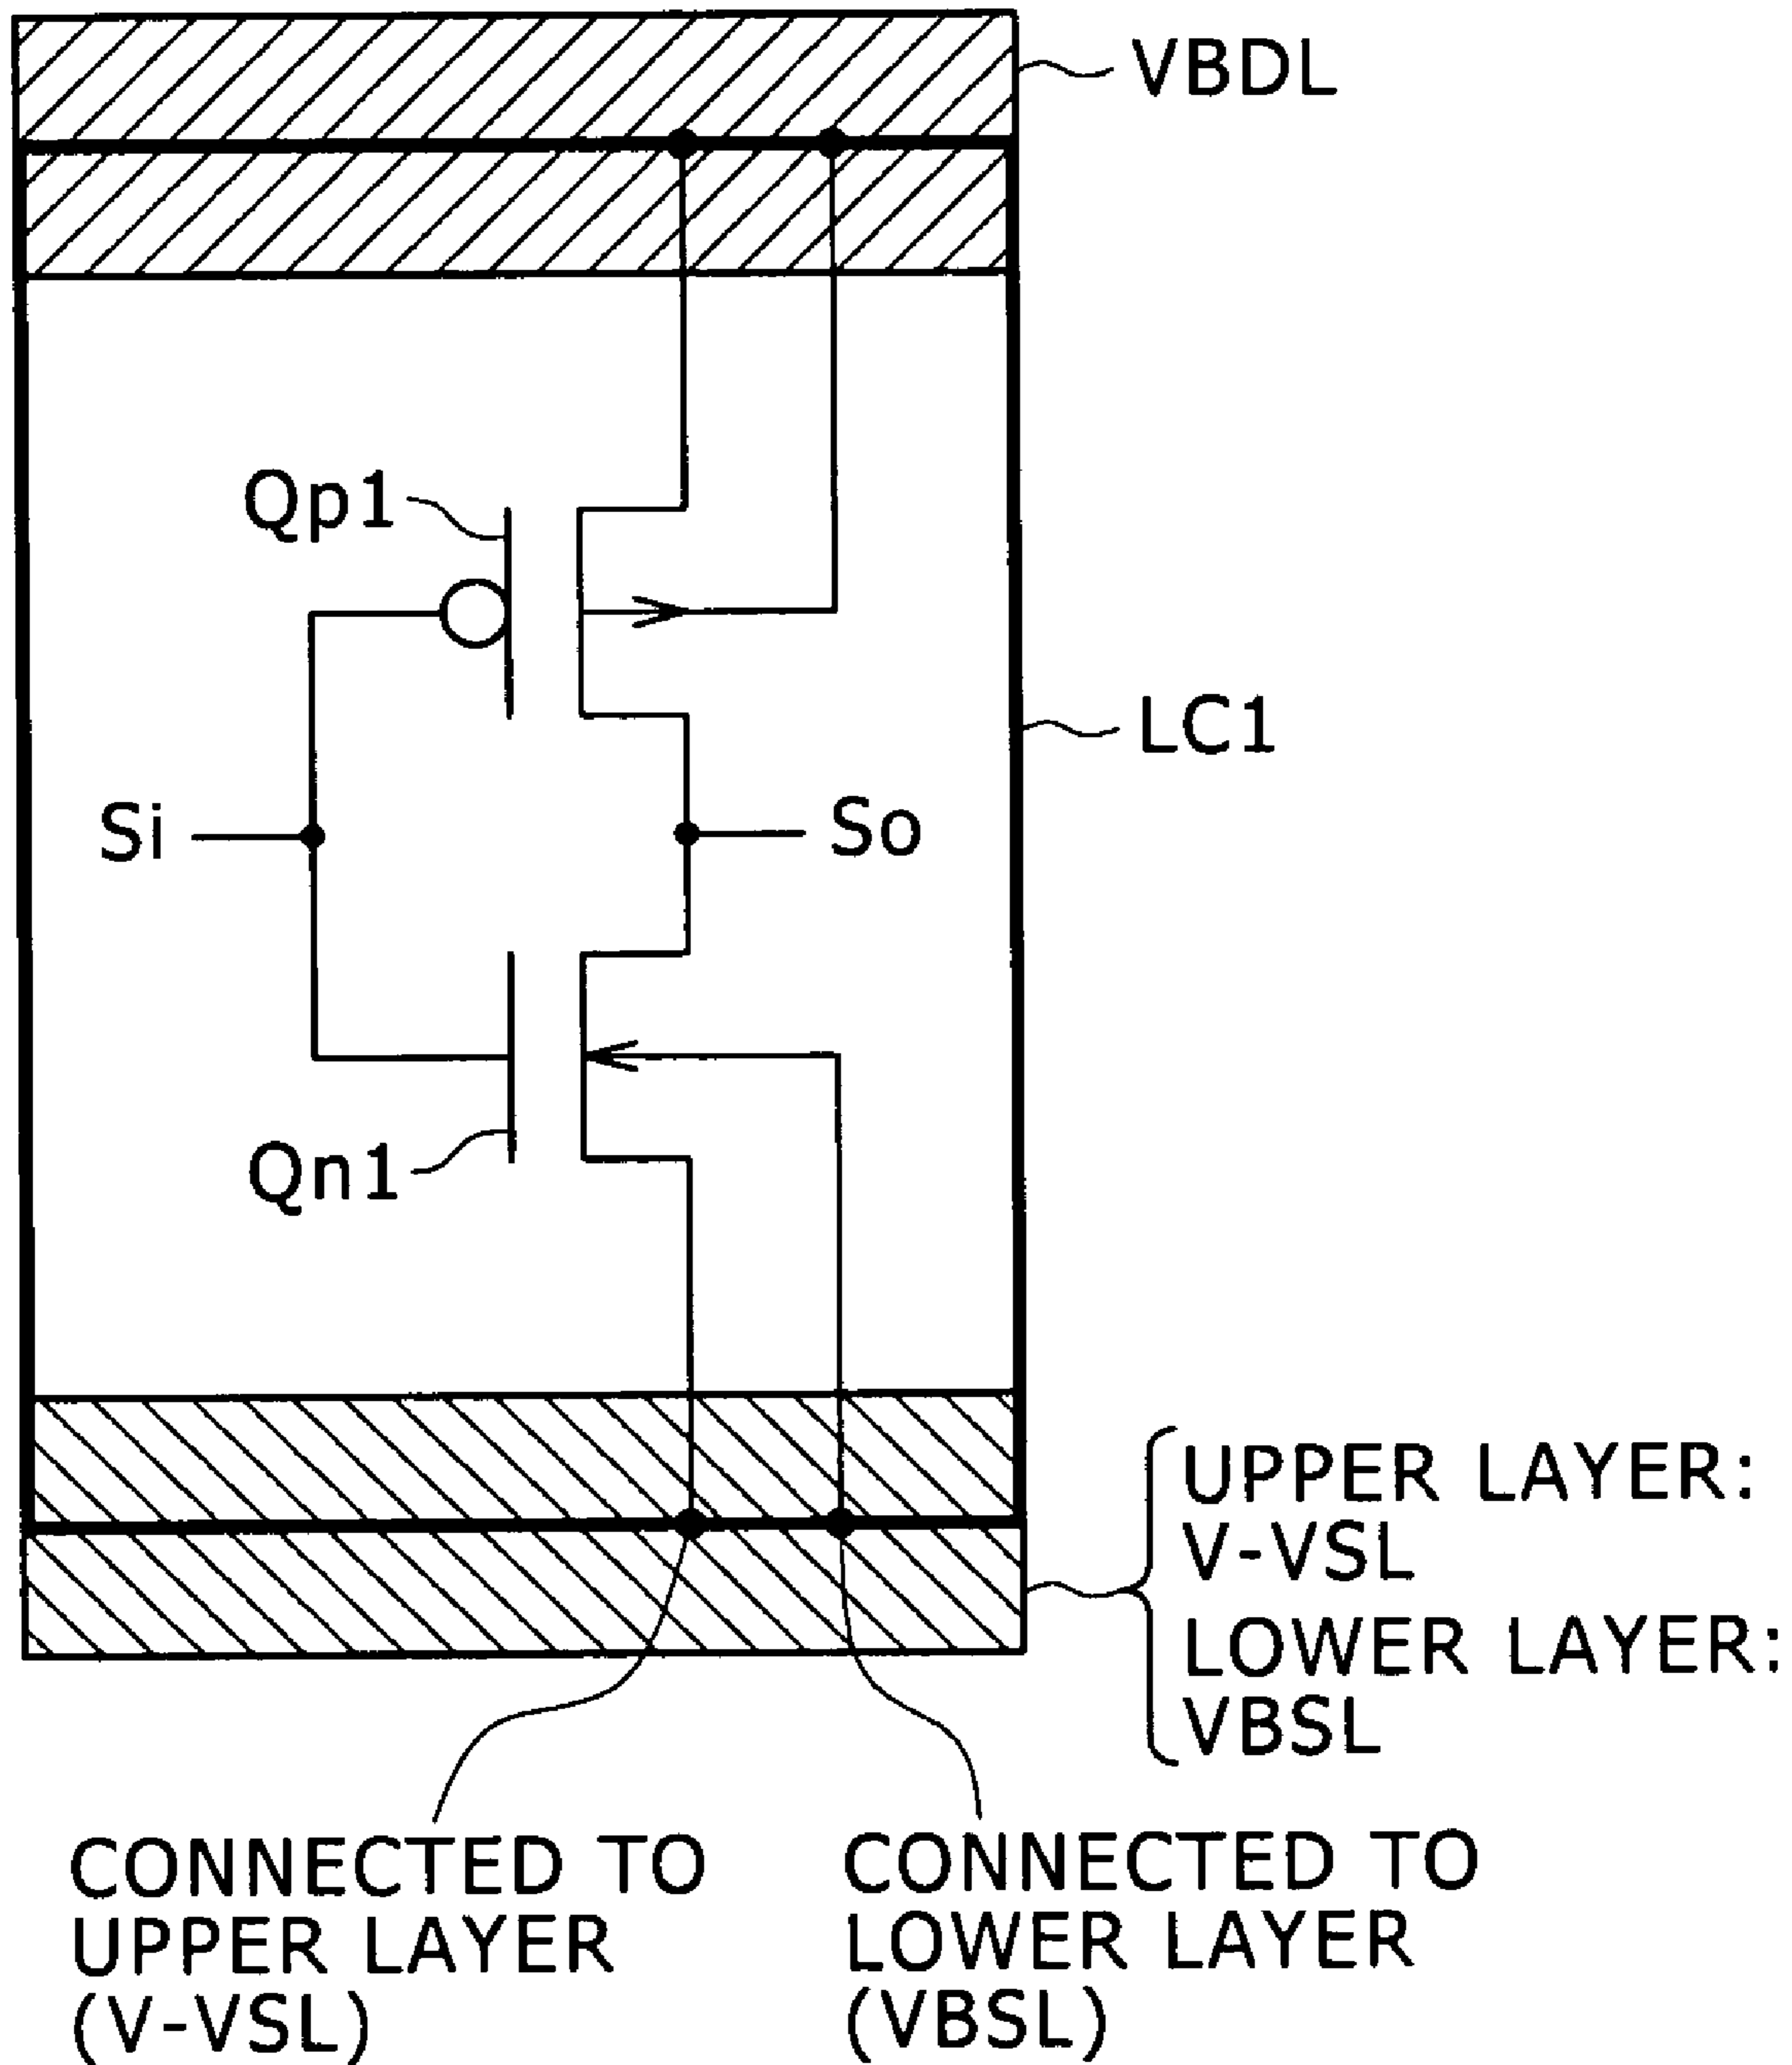 VBDL
Qp1
LC1
Si
So
Qn1
UPPER LAYER:
V-VSL
LOWER LAYER:
VBSL
CONNECTED TO
UPPER LAYER
(V-VSL)
CONNECTED TO
LOWER LAYER
(VBSL)